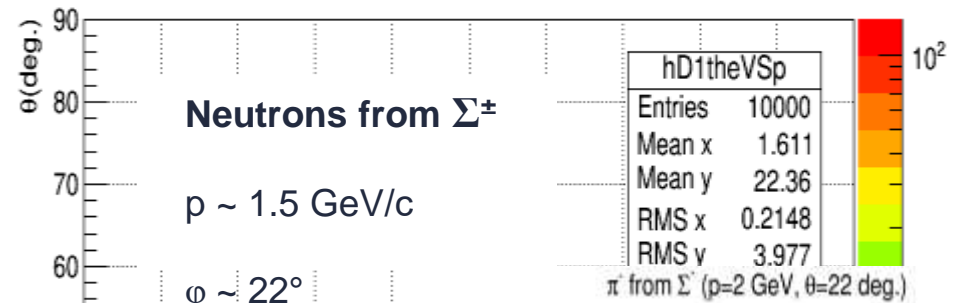 90
θ(deg.)
80
70
60
Neutrons from Σ±
p ~ 1.5 GeV/c
φ ~ 22°
hD1theVSp
Entries 10000
Mean x 1.611
Mean y 22.36
RMS x 0.2148
RMS y 3.977
π⁻ from Σ⁻ (p=2 GeV, θ=22 deg.)
10²